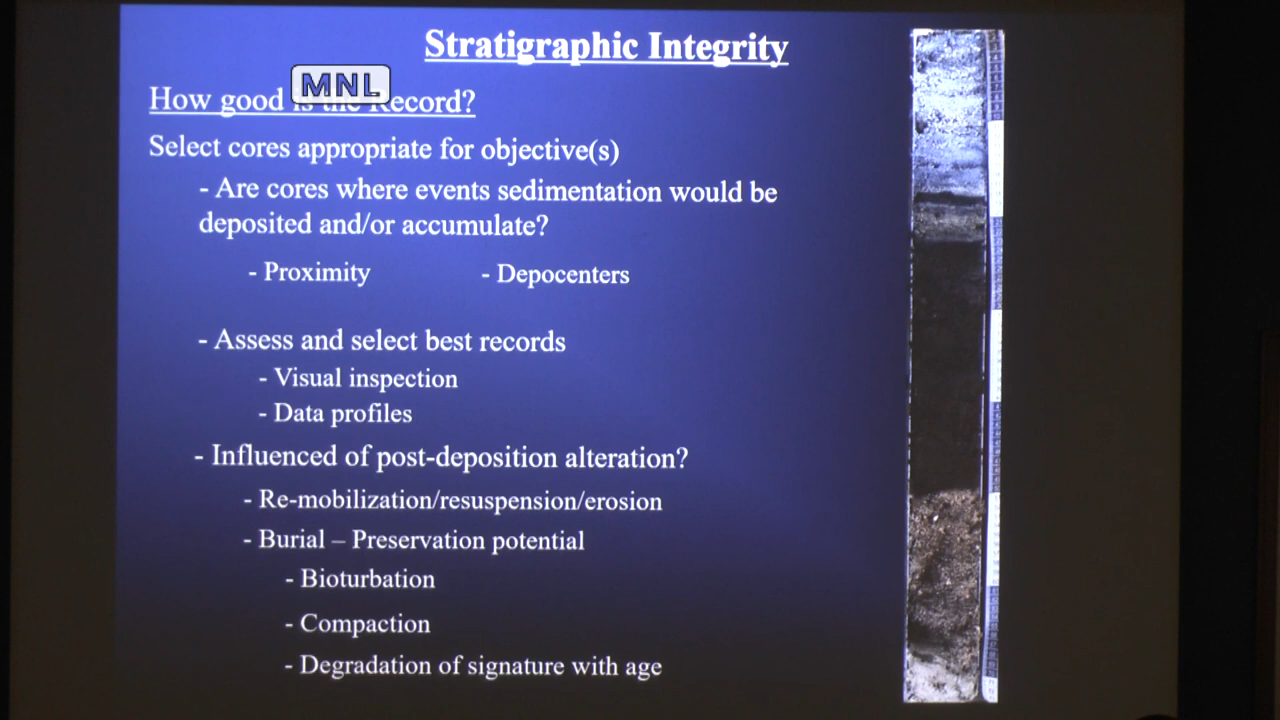 Stratigraphic Integrity
MNL
How good is the Record?
Select cores appropriate for objective(s)
- Are cores where events sedimentation would be
deposited and/or accumulate?
- Proximity - Depocenters
- Assess and select best records
- Visual inspection
- Data profiles
- Influenced of post-deposition alteration?
- Re-mobilization/resuspension/erosion
- Burial – Preservation potential
- Bioturbation
- Compaction
- Degradation of signature with age